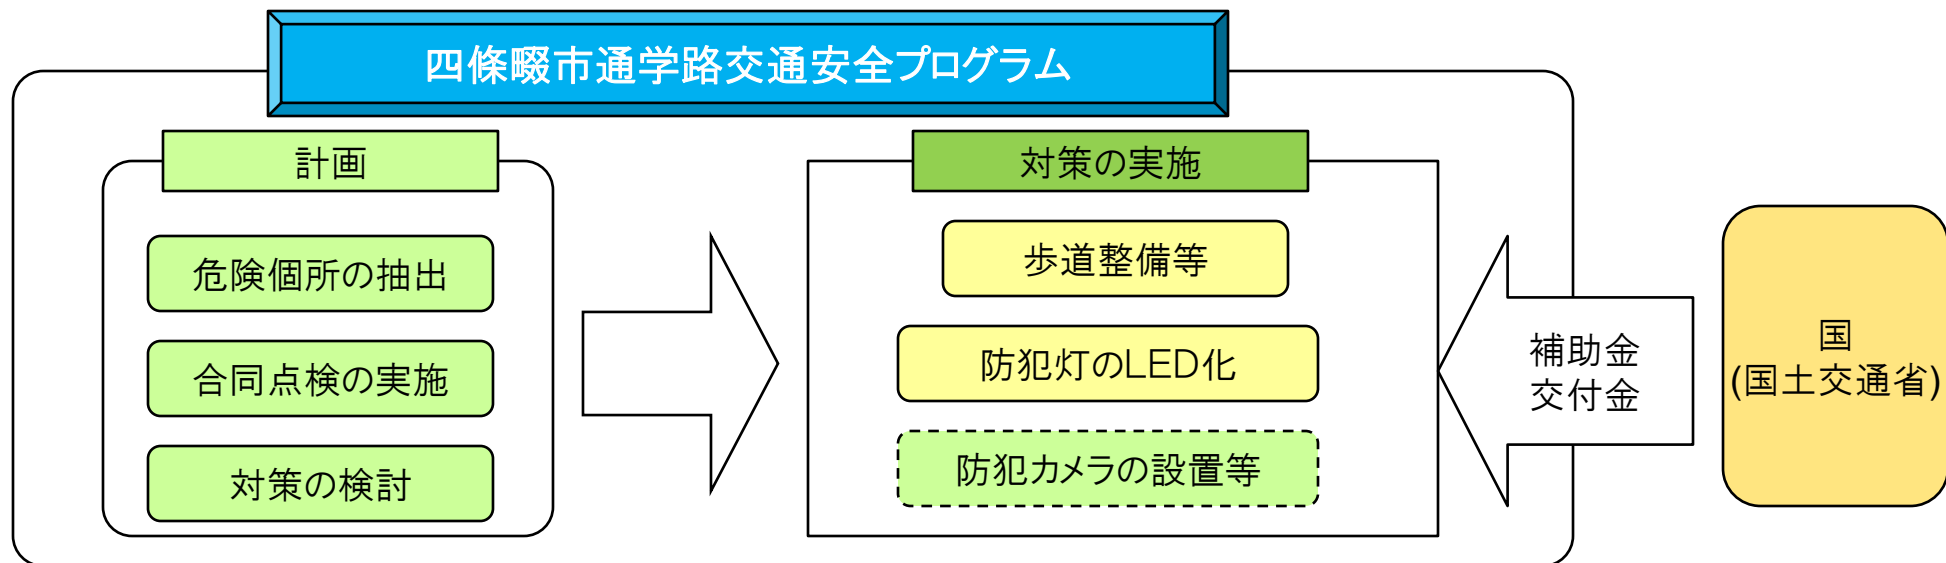 四條畷市通学路交通安全プログラム
計画
危険個所の抽出
合同点検の実施
対策の検討
対策の実施
歩道整備等
防犯灯のLED化
防犯カメラの設置等
補助金
交付金
国
(国土交通省)